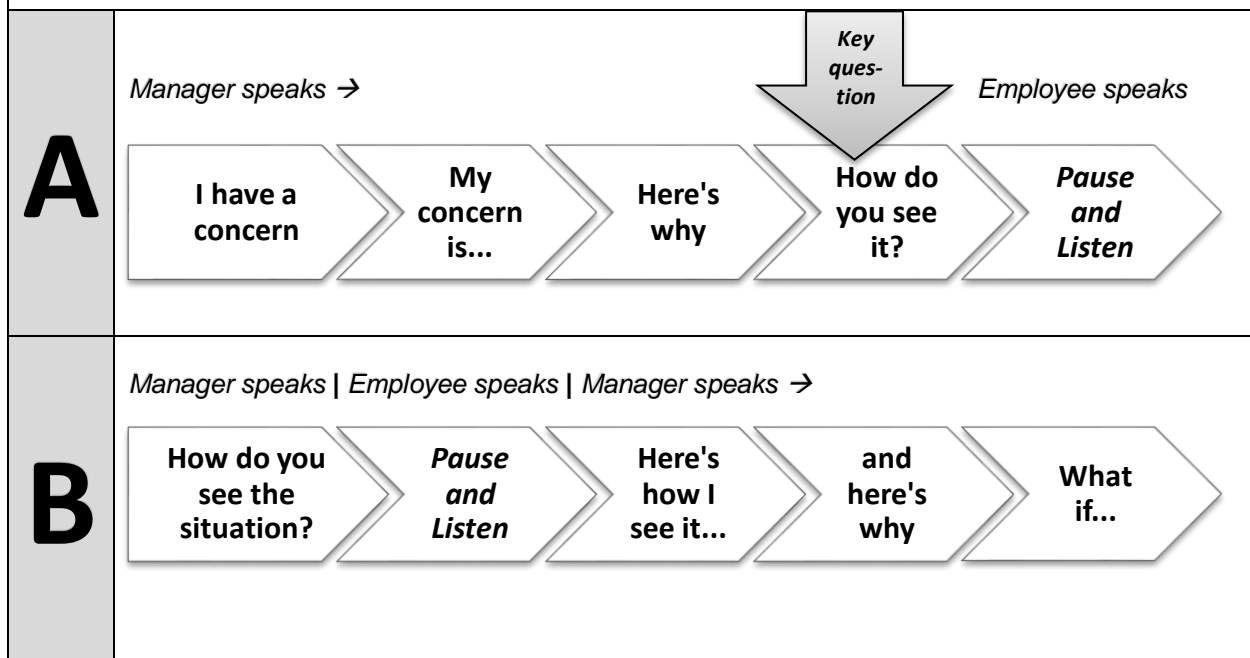 A
Manager speaks →
Key
ques-
tion
Employee speaks
I have a
concern
My
concern
is...
Here's
why
How do
you see
it?
Pause
and
Listen
B
Manager speaks | Employee speaks | Manager speaks →
How do you
see the
situation?
Pause
and
Listen
Here's
how I
see it...
and
here's
why
What
if...